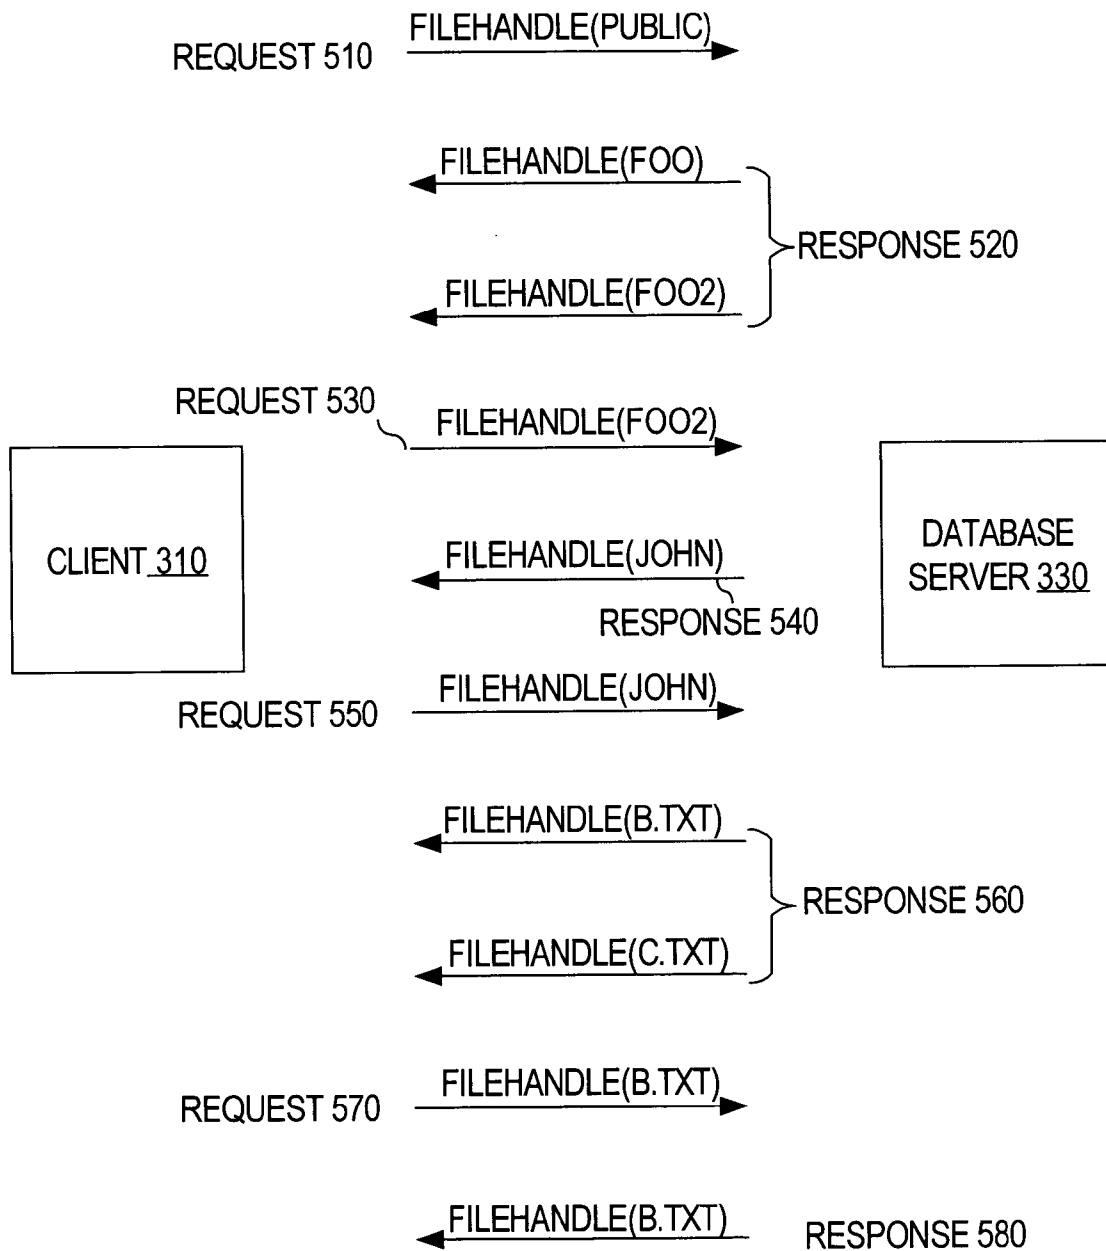 FILEHANDLE(PUBLIC)
REQUEST 510
FILEHANDLE(FOO)
RESPONSE 520
FILEHANDLE(FOO2)
REQUEST 530
FILEHANDLE(FOO2)
CLIENT 310
DATABASE
SERVER 330
FILEHANDLE(JOHN)
RESPONSE 540
FILEHANDLE(JOHN)
REQUEST 550
FILEHANDLE(B.TXT)
RESPONSE 560
FILEHANDLE(C.TXT)
FILEHANDLE(B.TXT)
REQUEST 570
FILEHANDLE(B.TXT)
RESPONSE 580